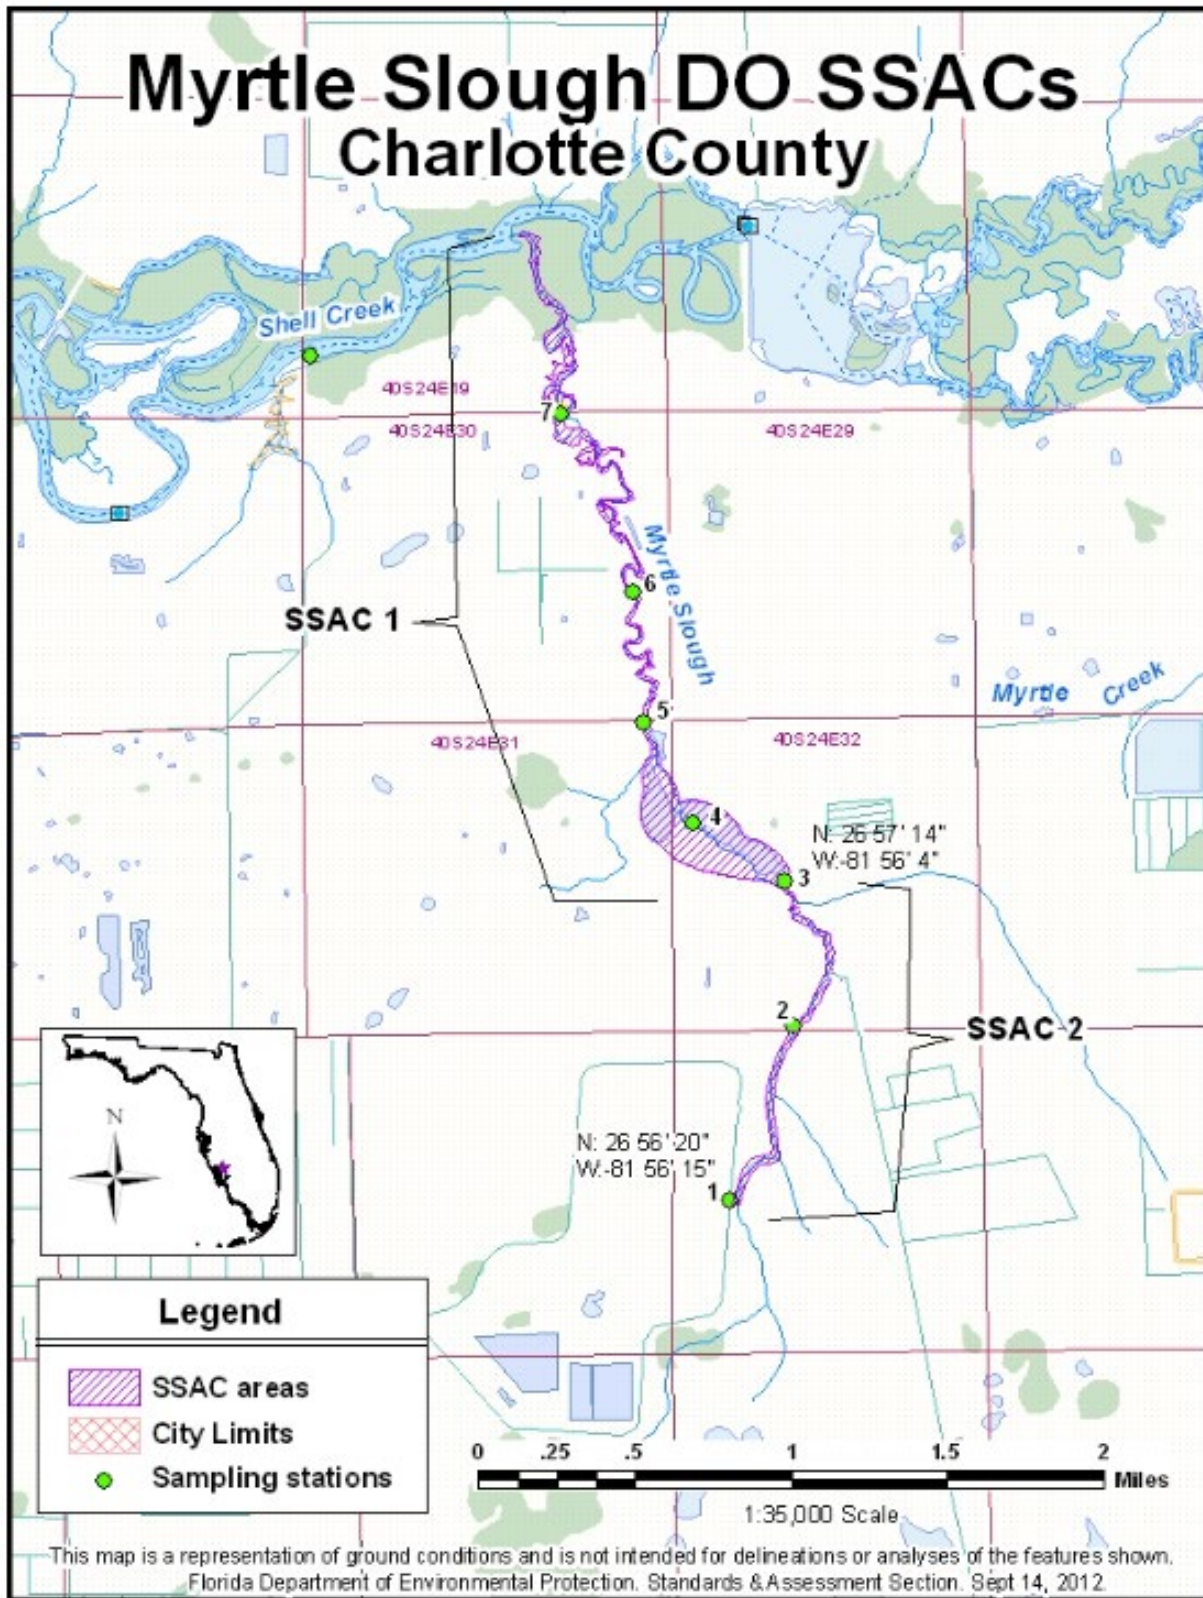 Myrtle Slough DO SSACs
Charlotte County
Shell Creek
40S24E19
40S24E30
40S24E29
7
6
Myrtle Slough
SSAC 1
Myrtle Creek
5
40S24E31
40S24E32
4
N: 26 57' 14"
W:-81 56' 4"
3
2
SSAC 2
N: 26 56' 20"
W:-81 56' 15"
1
N
Legend
SSAC areas
City Limits
Sampling stations
0 .25 .5 1 1.5 2
Miles
1:35,000 Scale
This map is a representation of ground conditions and is not intended for delineations or analyses of the features shown.
Florida Department of Environmental Protection. Standards & Assessment Section. Sept 14, 2012.